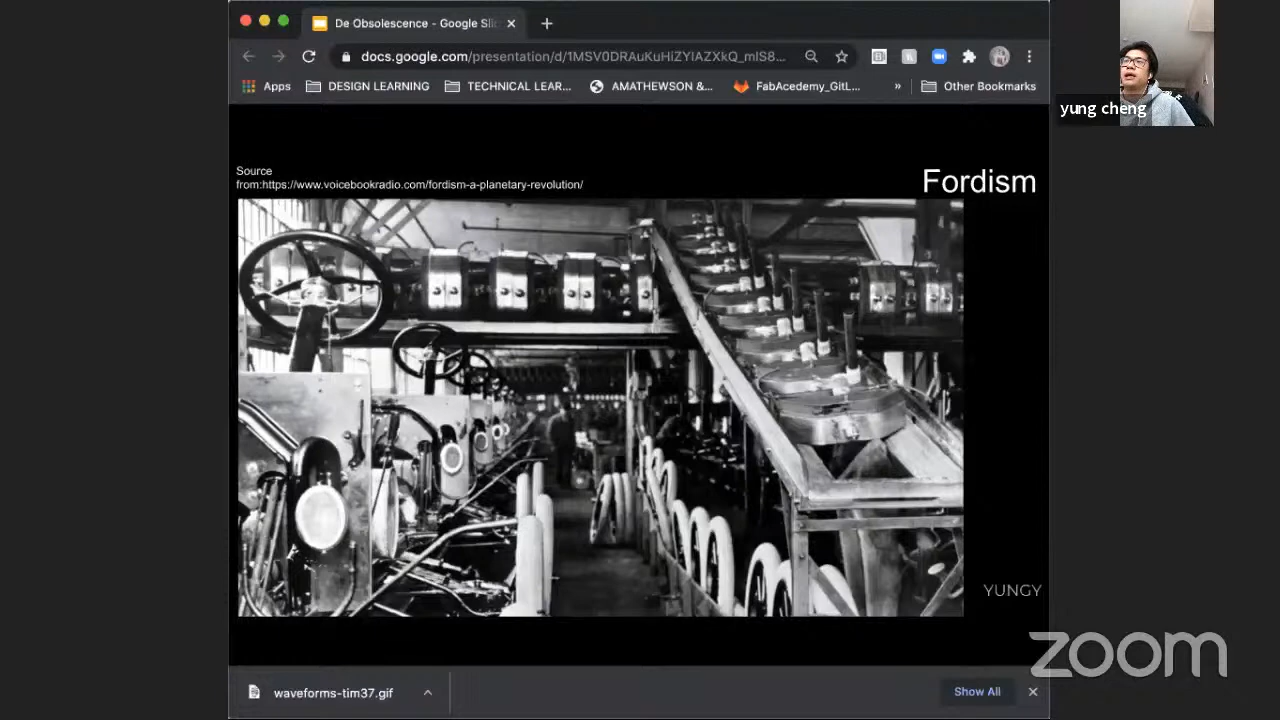 De Obsolescence - Google Slic
docs.google.com/presentation/d/1MSV0DRAuKuHiZYIAZXkQ_mIS8...
Apps
DESIGN LEARNING
TECHNICAL LEAR...
AMATHEWSON &...
FabAcedemy_GitL...
»
Other Bookmarks
yung cheng
Source
from:https://www.voicebookradio.com/fordism-a-planetary-revolution/
Fordism
YUNGY
zoom
waveforms-tim37.gif
Show All